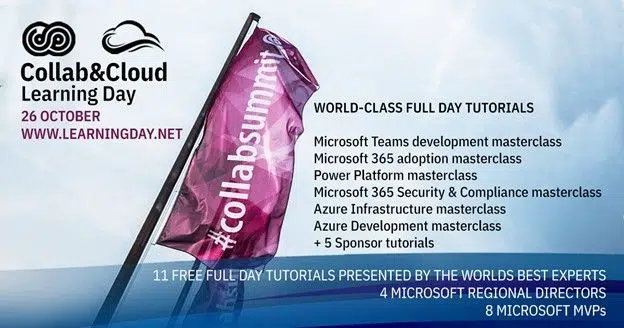 Collab&Cloud
Learning Day
26 OCTOBER
WWW.LEARNINGDAY.NET
#collabsummit
WORLD-CLASS FULL DAY TUTORIALS
Microsoft Teams development masterclass
Microsoft 365 adoption masterclass
Power Platform masterclass
Microsoft 365 Security & Compliance masterclass
Azure Infrastructure masterclass
Azure Development masterclass
+ 5 Sponsor tutorials
11 FREE FULL DAY TUTORIALS PRESENTED BY THE WORLDS BEST EXPERTS
4 MICROSOFT REGIONAL DIRECTORS
8 MICROSOFT MVPs